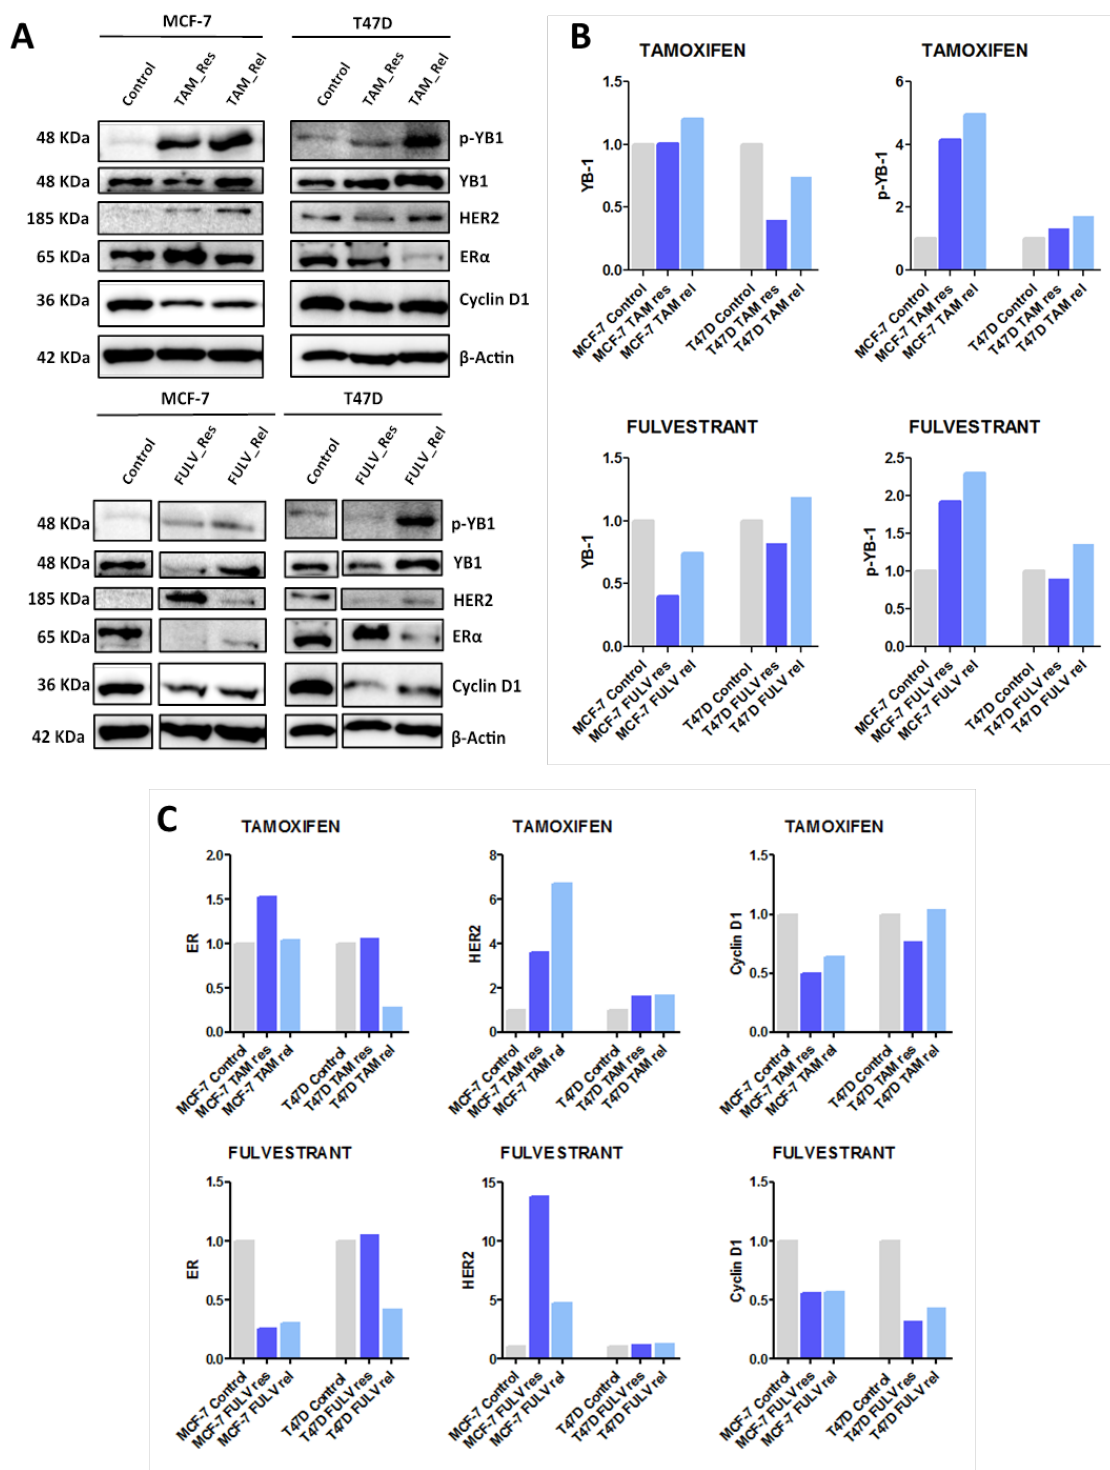 A
MCF-7
T47D
Control
TAM_Res
TAM_Rel
Control
TAM_Res
TAM_Rel
48 KDa
p-YB1
48 KDa
YB1
185 KDa
HER2
65 KDa
ERα
36 KDa
Cyclin D1
42 KDa
β-Actin
MCF-7
T47D
Control
FULV_Res
FULV_Rel
Control
FULV_Res
FULV_Rel
48 KDa
p-YB1
48 KDa
YB1
185 KDa
HER2
65 KDa
ERα
36 KDa
Cyclin D1
42 KDa
β-Actin
B
TAMOXIFEN
YB-1
1.5
1.0
0.5
0.0
MCF-7 Control
MCF-7 TAM res
MCF-7 TAM rel
T47D Control
T47D TAM res
T47D TAM rel
TAMOXIFEN
p-YB-1
6
4
2
0
MCF-7 Control
MCF-7 TAM res
MCF-7 TAM rel
T47D Control
T47D TAM res
T47D TAM rel
FULVESTRANT
YB-1
1.5
1.0
0.5
0.0
MCF-7 Control
MCF-7 FULV res
MCF-7 FULV rel
T47D Control
T47D FULV res
T47D FULV rel
FULVESTRANT
p-YB-1
2.5
2.0
1.5
1.0
0.5
0.0
MCF-7 Control
MCF-7 FULV res
MCF-7 FULV rel
T47D Control
T47D FULV res
T47D FULV rel
C
TAMOXIFEN
ER
2.0
1.5
1.0
0.5
0.0
MCF-7 Control
MCF-7 TAM res
MCF-7 TAM rel
T47D Control
T47D TAM res
T47D TAM rel
TAMOXIFEN
HER2
8
6
4
2
0
MCF-7 Control
MCF-7 TAM res
MCF-7 TAM rel
T47D Control
T47D TAM res
T47D TAM rel
TAMOXIFEN
Cyclin D1
1.5
1.0
0.5
0.0
MCF-7 Control
MCF-7 TAM res
MCF-7 TAM rel
T47D Control
T47D TAM res
T47D TAM rel
FULVESTRANT
ER
1.5
1.0
0.5
0.0
MCF-7 Control
MCF-7 FULV res
MCF-7 FULV rel
T47D Control
T47D FULV res
T47D FULV rel
FULVESTRANT
HER2
15
10
5
0
MCF-7 Control
MCF-7 FULV res
MCF-7 FULV rel
T47D Control
T47D FULV res
T47D FULV rel
FULVESTRANT
Cyclin D1
1.5
1.0
0.5
0.0
MCF-7 Control
MCF-7 FULV res
MCF-7 FULV rel
T47D Control
T47D FULV res
T47D FULV rel